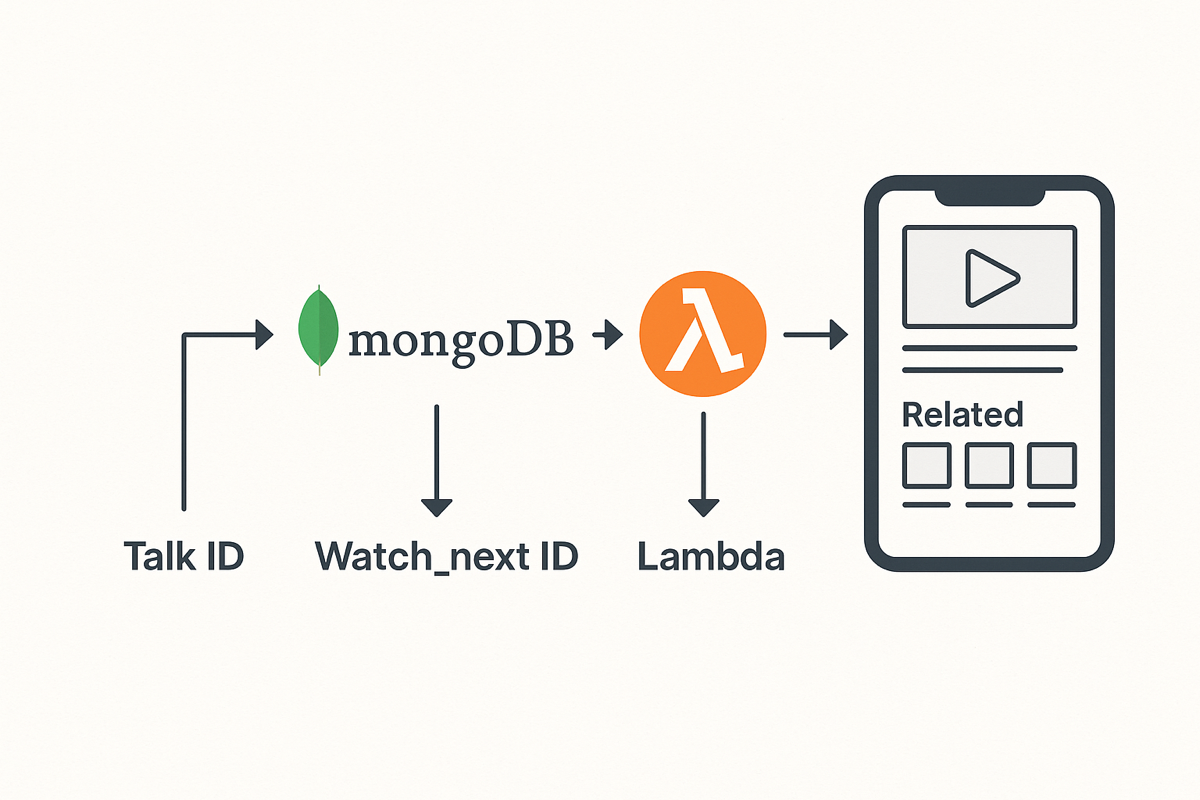 mongoDB
Related
Talk ID
Watch_next ID
Lambda